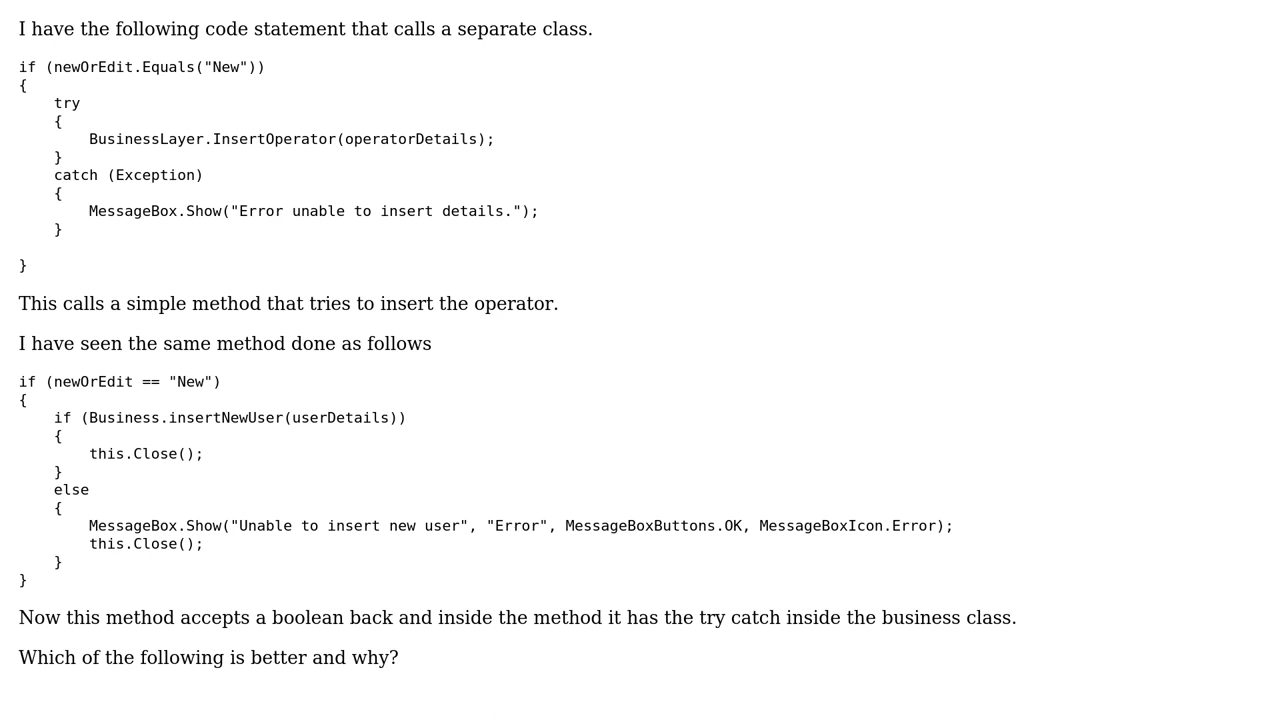 I have the following code statement that calls a separate class.
if (newOrEdit.Equals("New"))
{
    try
    {
        BusinessLayer.InsertOperator(operatorDetails);
    }
    catch (Exception)
    {
        MessageBox.Show("Error unable to insert details.");
    }

}
This calls a simple method that tries to insert the operator.
I have seen the same method done as follows
if (newOrEdit == "New")
{
    if (Business.insertNewUser(userDetails))
    {
        this.Close();
    }
    else
    {
        MessageBox.Show("Unable to insert new user", "Error", MessageBoxButtons.OK, MessageBoxIcon.Error);
        this.Close();
    }
}
Now this method accepts a boolean back and inside the method it has the try catch inside the business class.
Which of the following is better and why?